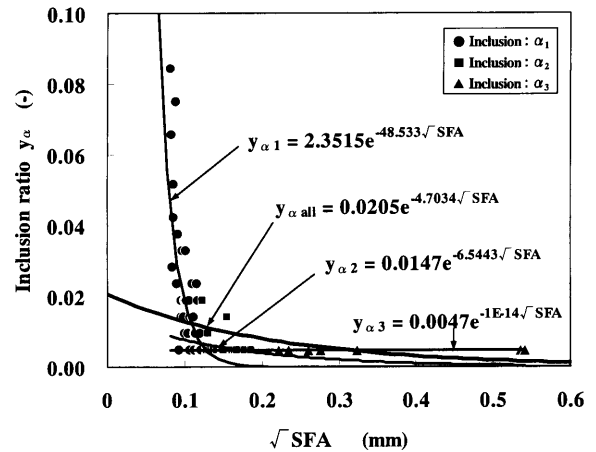 0.10
0.08
0.06
0.04
0.02
0.00
Inclusion ratio yα (-)
Inclusion : α₁
Inclusion : α₂
Inclusion : α₃
yα1 = 2.3515e^-48.533√SFA
yα all = 0.0205e^-4.7034√SFA
yα2 = 0.0147e^-6.5443√SFA
yα3 = 0.0047e^-1E-14√SFA
0 0.1 0.2 0.3 0.4 0.5 0.6
√SFA (mm)